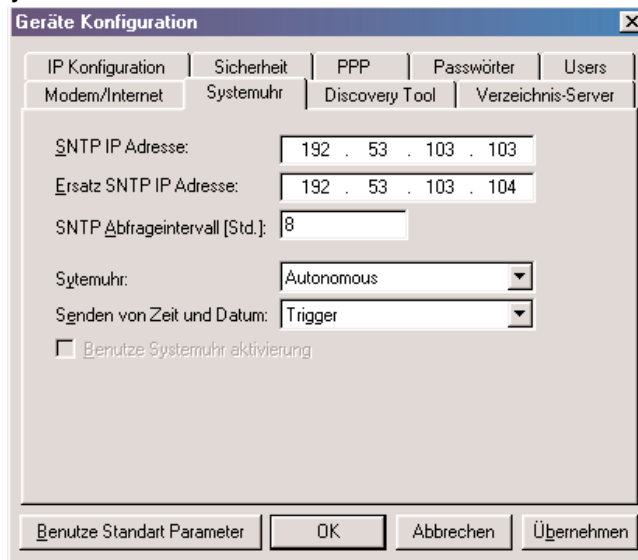 Geräte Konfiguration
IP Konfiguration Sicherheit PPP Passwörter Users
Modem/Internet Systemuhr Discovery Tool Verzeichnis-Server
SNTP IP Adresse: 192 . 53 . 103 . 103
Ersatz SNTP IP Adresse: 192 . 53 . 103 . 104
SNTP Abfrageintervall [Std.]: 8
Sytemuhr: Autonomous
Senden von Zeit und Datum: Trigger
Benutze Systemuhr aktivierung
Benutze Standart Parameter OK Abbrechen Übernehmen